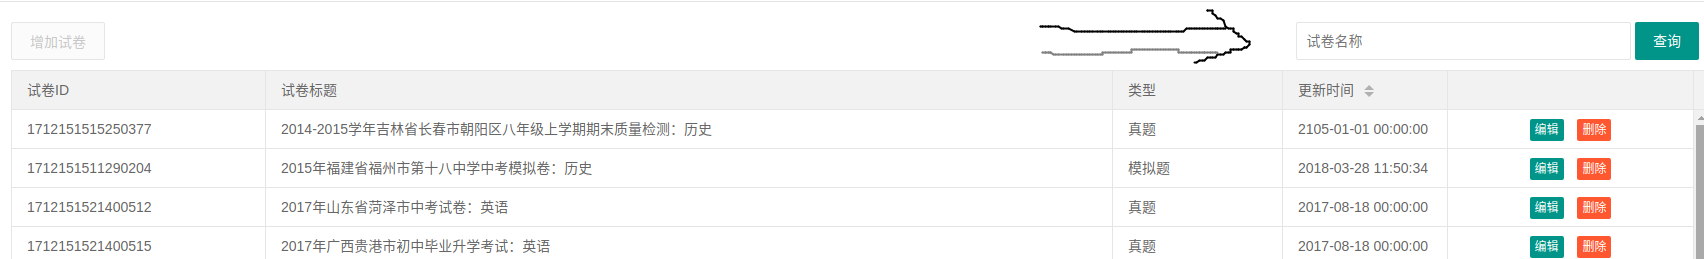 增加试卷 试卷名称 查询
试卷ID 试卷标题 类型 更新时间
1712151515250377 2014-2015学年吉林省长春市朝阳区八年级上学期期末质量检测：历史 真题 2105-01-01 00:00:00 编辑 删除
1712151511290204 2015年福建省福州市第十八中学中考模拟卷：历史 模拟题 2018-03-28 11:50:34 编辑 删除
1712151521400512 2017年山东省菏泽市中考试卷：英语 真题 2017-08-18 00:00:00 编辑 删除
1712151521400515 2017年广西贵港市初中毕业升学考试：英语 真题 2017-08-18 00:00:00 编辑 删除